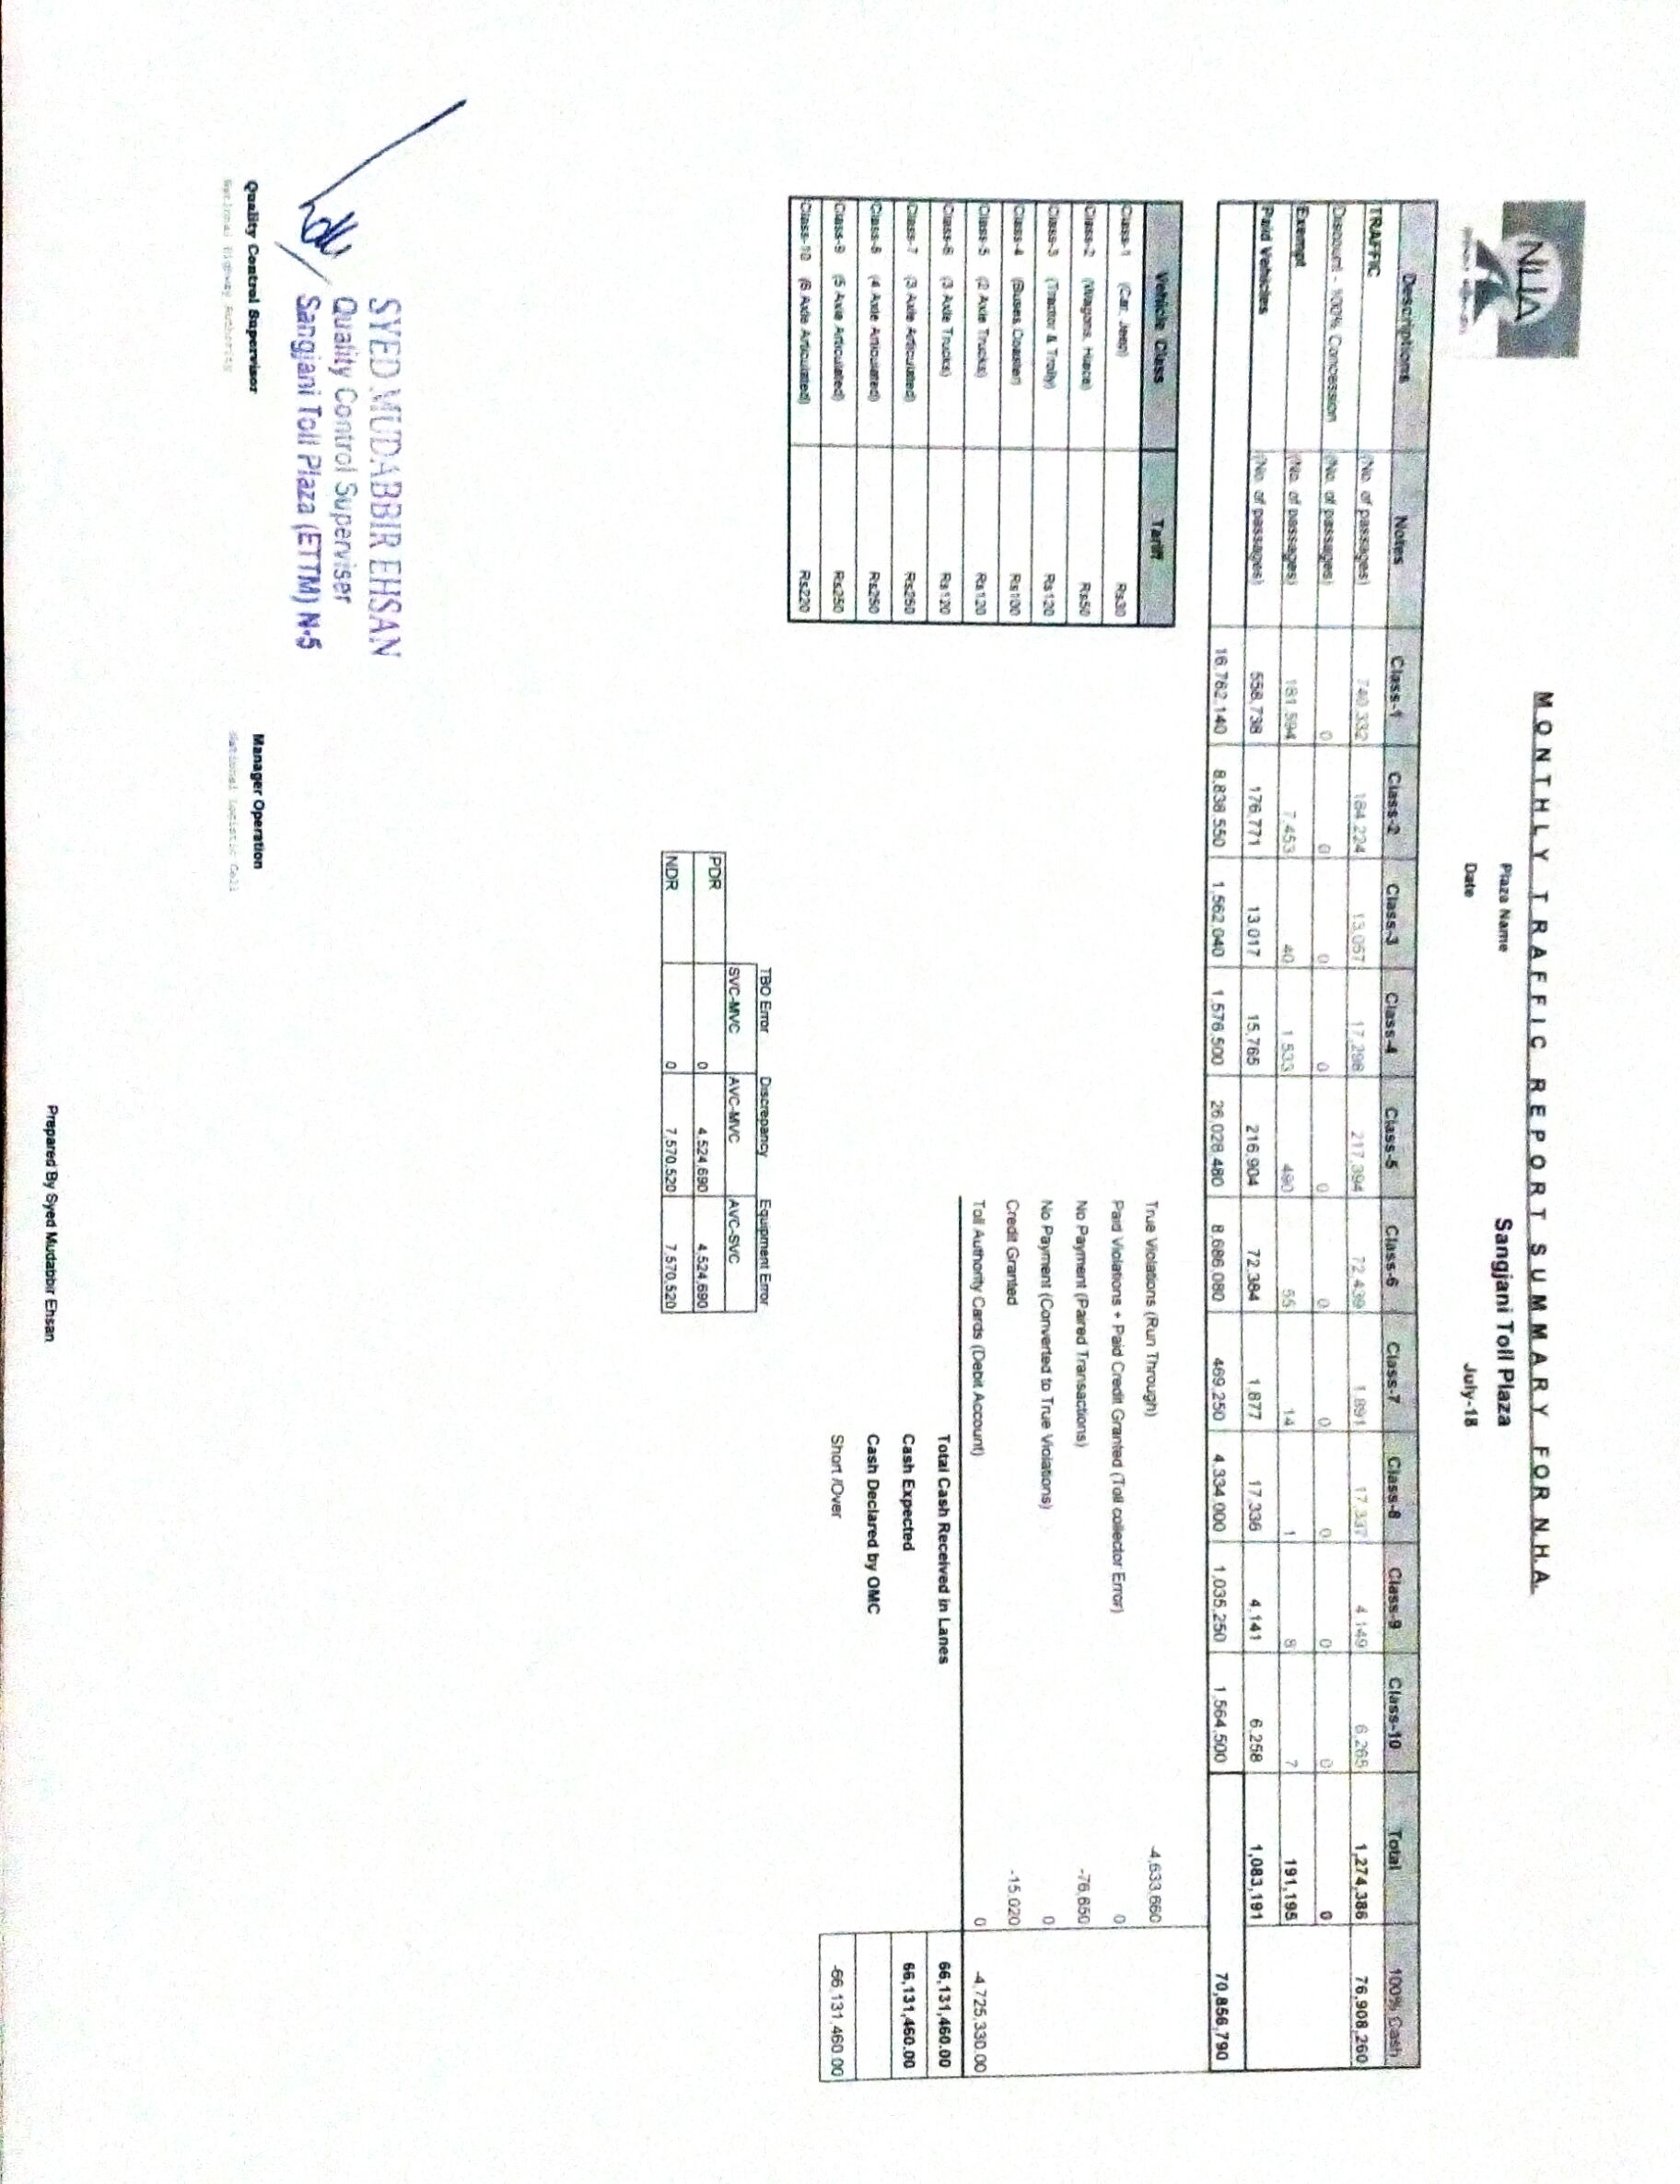 NHA
MONTHLY TRAFFIC REPORT SUMMARY FOR N.H.A.
Plaza Name Sangjani Toll Plaza
Date July-18
Descriptions Notes Class-1 Class-2 Class-3 Class-4 Class-5 Class-6 Class-7 Class-8 Class-9 Class-10 Total 100% Cash
TRAFFIC (No. of passages) 740,332 184,224 13,057 17,298 217,394 72,439 1,891 17,337 4,149 6,265 1,274,386 76,908,260
Discount - 100% Concession (No. of passages) 0 0 0 0 0 0 0 0 0 0 0
Exempt (No. of passages) 181,594 7,453 40 1,533 490 55 14 1 8 7 191,195
Paid Vehicles (No. of passages) 558,738 176,771 13,017 15,765 216,904 72,384 1,877 17,336 4,141 6,258 1,083,191
16,762,140 8,838,550 1,562,040 1,576,500 26,028,480 8,686,080 469,250 4,334,000 1,035,250 1,564,500 70,856,790
Vehicle Class Tariff
Class-1 (Car, Jeep) Rs30
Class-2 (Wagons, Hiace) Rs50
Class-3 (Tractor & Trolly) Rs120
Class-4 (Buses,Coaster) Rs100
Class-5 (2 Axle Trucks) Rs120
Class-6 (3 Axle Trucks) Rs120
Class-7 (3 Axle Articulated) Rs250
Class-8 (4 Axle Articulated) Rs250
Class-9 (5 Axle Articulated) Rs250
Class-10 (6 Axle Articulated) Rs220
True Violations (Run Through) -4,633,660
Paid Violations + Paid Credit Granted (Toll collector Error) 0
No Payment (Paired Transactions) -76,650
No Payment (Converted to True Violations) 0
Credit Granted -15,020
Toll Authority Cards (Debit Account) 0 -4,725,330.00
Total Cash Received in Lanes 66,131,460.00
Cash Expected 66,131,460.00
Cash Declared by OMC
Short /Over -66,131,460.00
TBO Error Discrepancy Equipment Error
SVC-MVC AVC-MVC AVC-SVC
PDR 0 4,524,690 4,524,690
NDR 0 7,570,520 7,570,520
SYED MUDABBIR EHSAN
Quality Control Superviser
Sangjani Toll Plaza (ETTM) N-5
Quality Control Supervisor Manager Operation
National Highway Authority National Logistic Cell
Prepared By Syed Mudabbir Ehsan